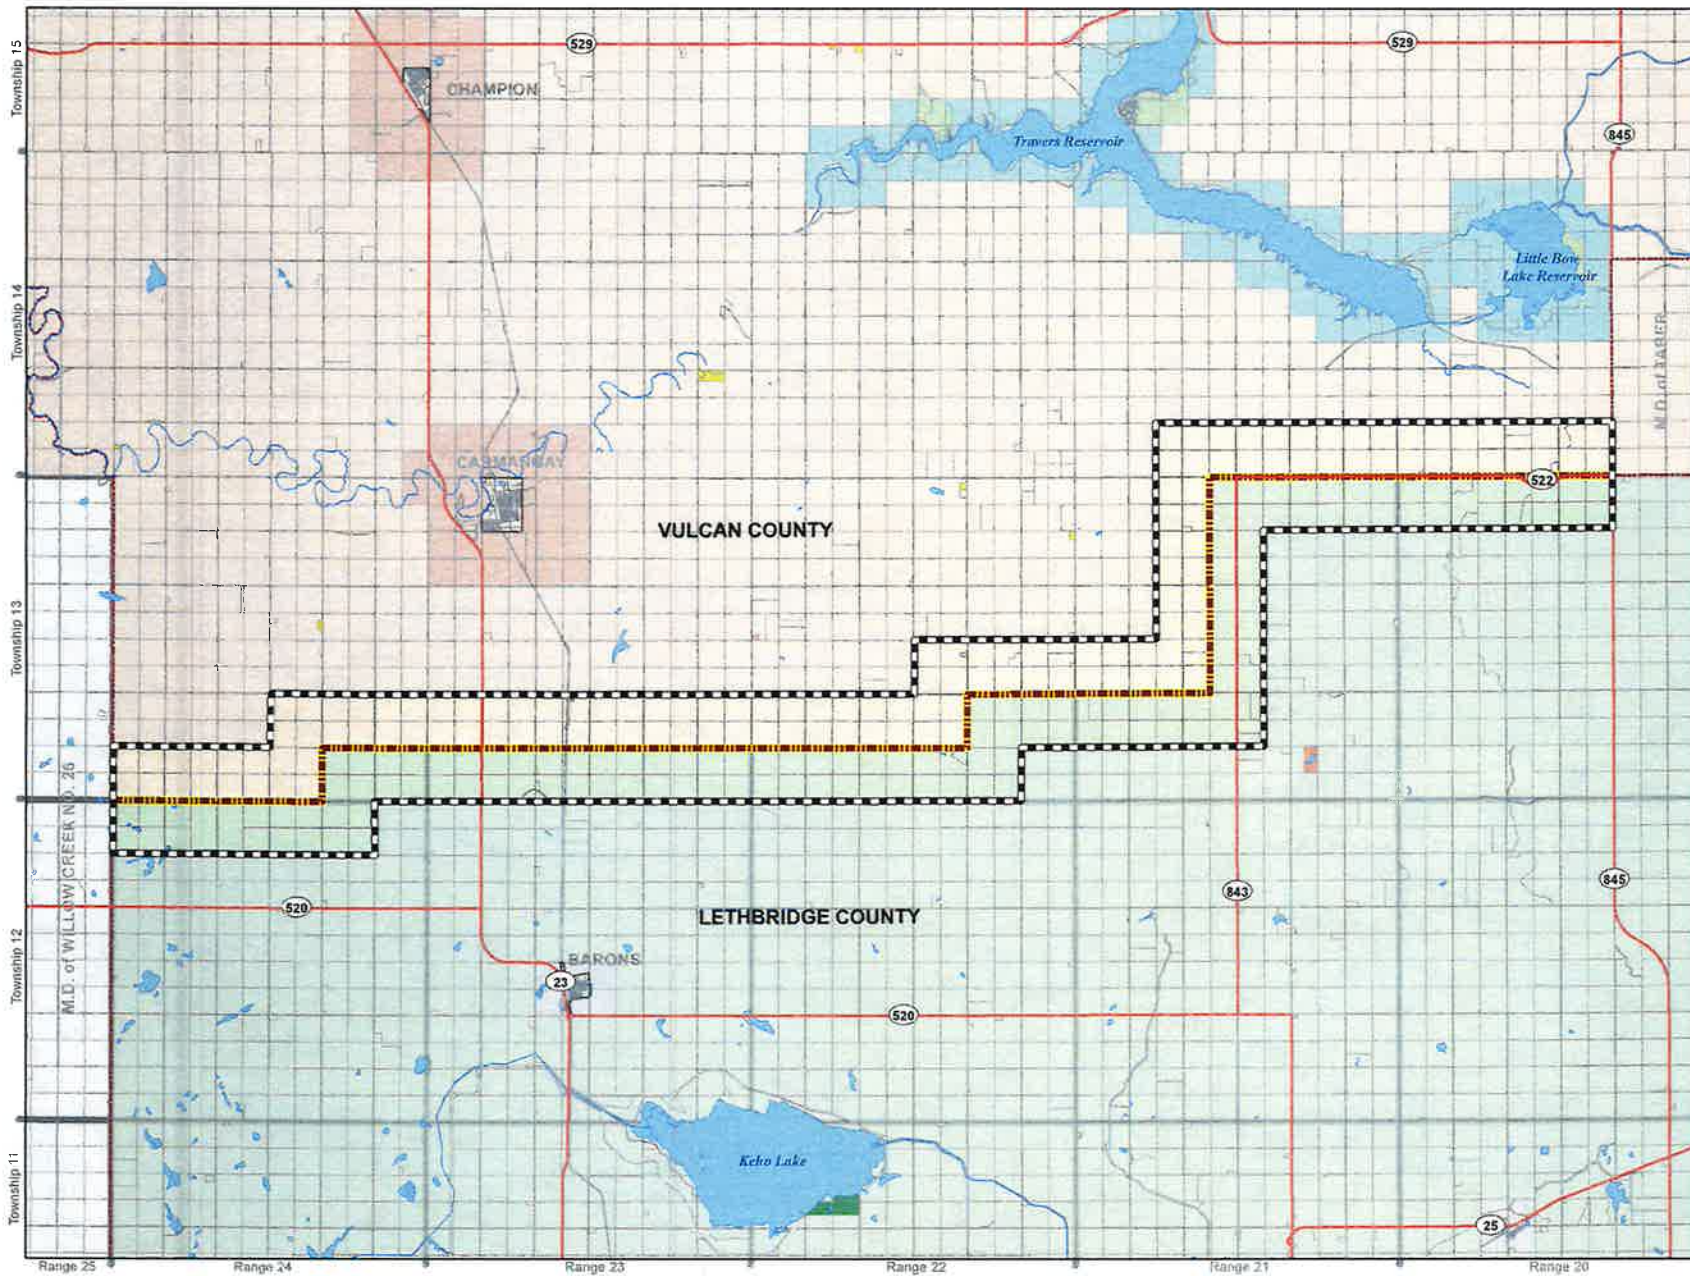 529
529
Township 15
CHAMPION
845
Travers Reservoir
Little Bow
Lake Reservoir
Township 14
M.D. of TABER
CARMANGAY
522
VULCAN COUNTY
Township 13
M.D. of WILLOW CREEK NO. 26
843
845
520
LETHBRIDGE COUNTY
BARONS
23
Township 12
520
Keho Lake
Township 11
25
Range 25
Range 24
Range 23
Range 22
Range 21
Range 20